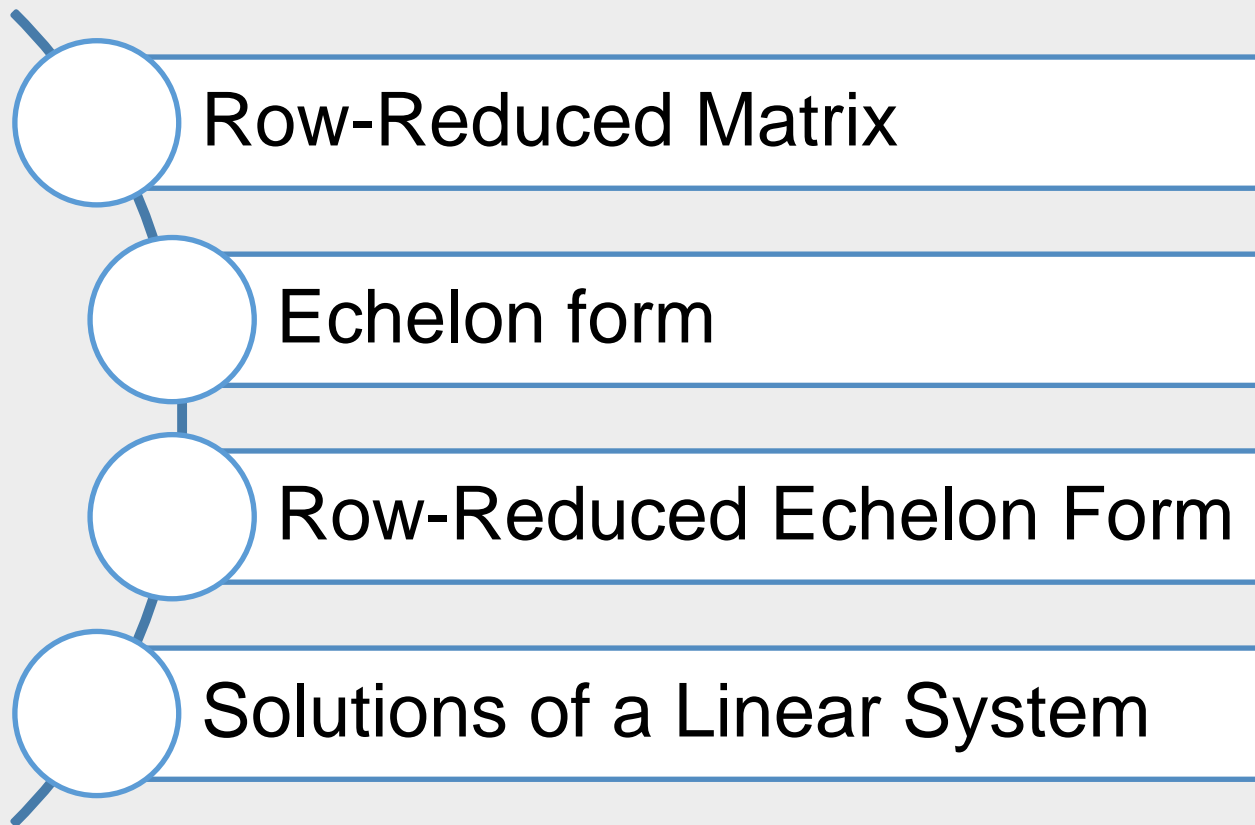 Row-Reduced Matrix
Echelon form
Row-Reduced Echelon Form
Solutions of a Linear System